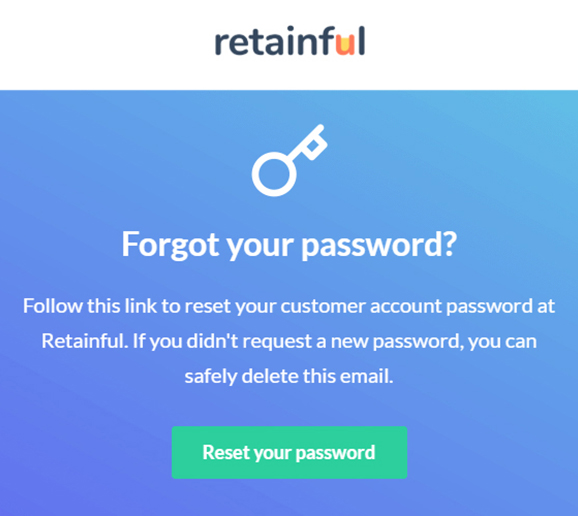 retainful
Forgot your password?
Follow this link to reset your customer account password at
Retainful. If you didn't request a new password, you can
safely delete this email.
Reset your password